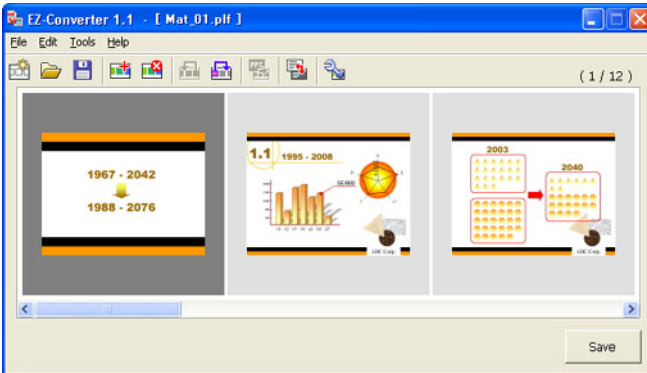 EZ-Converter 1.1 - [ Mat_01.plf ]
File Edit Tools Help
( 1 / 12 )
1967 - 2042
1988 - 2076
1.1 1995 - 2008
ABC Corp.
2003
2040
ABC Corp.
Save